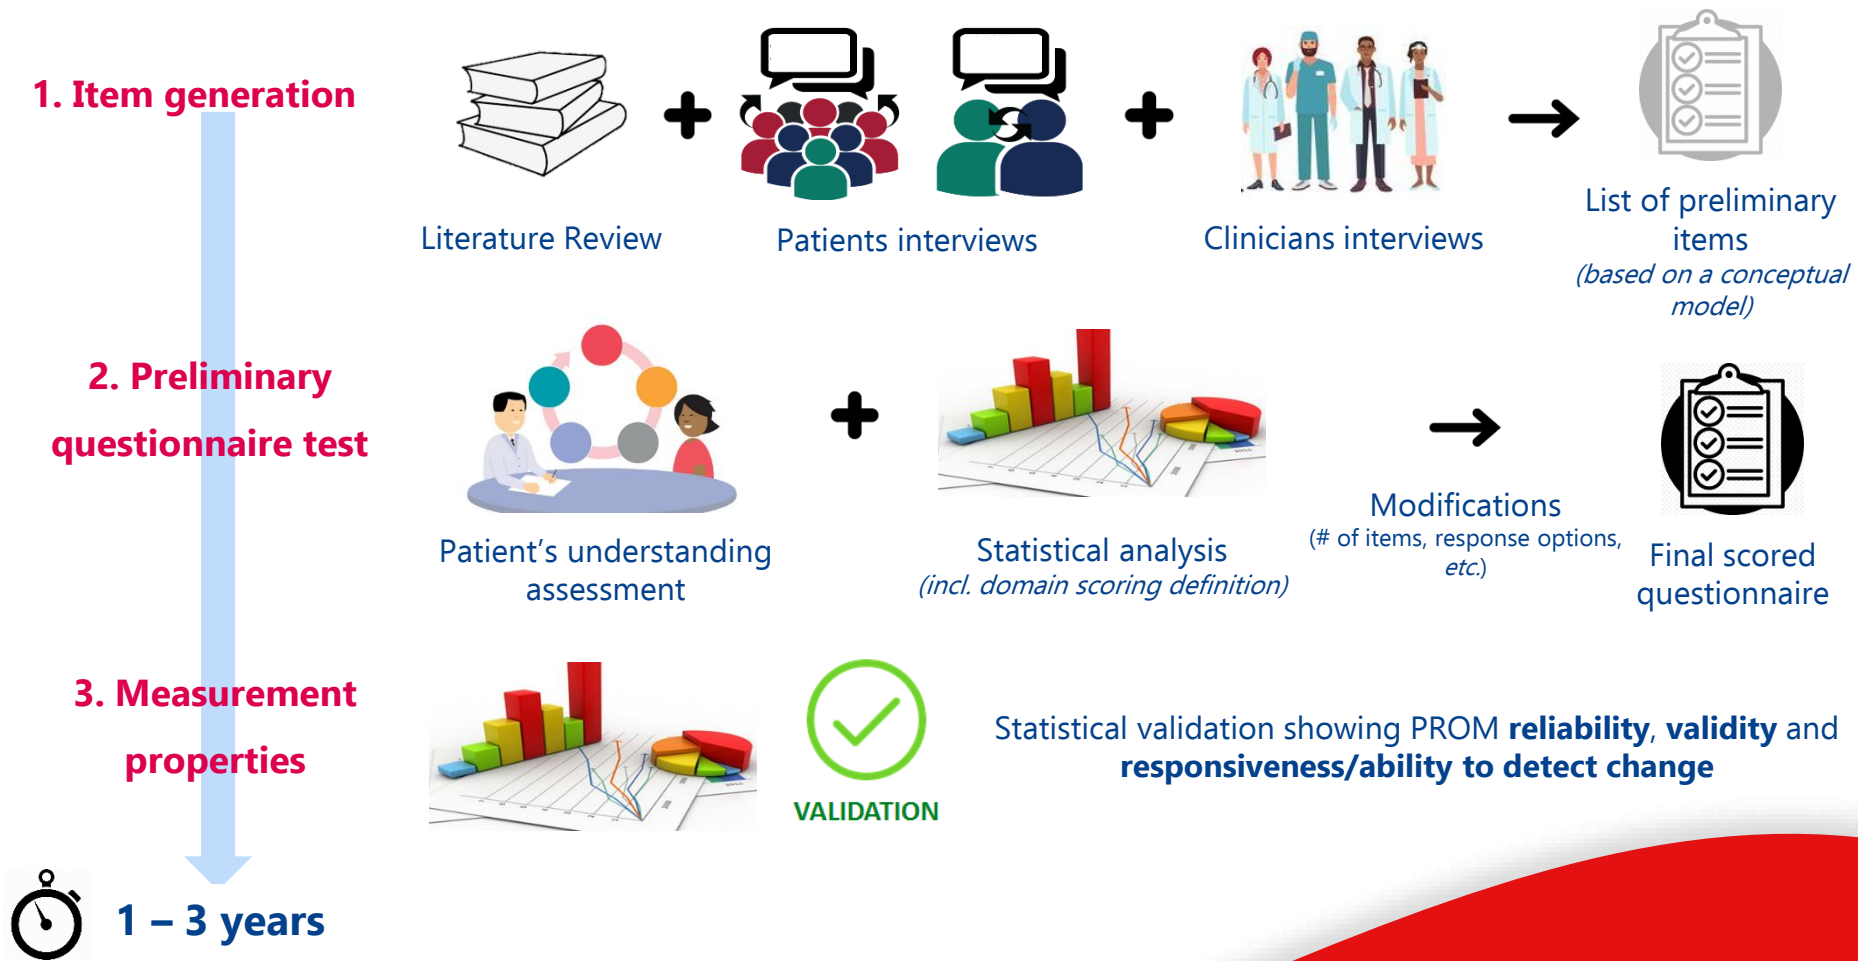 1. Item generation
Literature Review
Patients interviews
Clinicians interviews
List of preliminary
items
(based on a conceptual
model)
2. Preliminary
questionnaire test
Patient's understanding
assessment
Statistical analysis
(incl. domain scoring definition)
Modifications
(# of items, response options,
etc.)
Final scored
questionnaire
3. Measurement
properties
VALIDATION
Statistical validation showing PROM reliability, validity and
responsiveness/ability to detect change
1 – 3 years